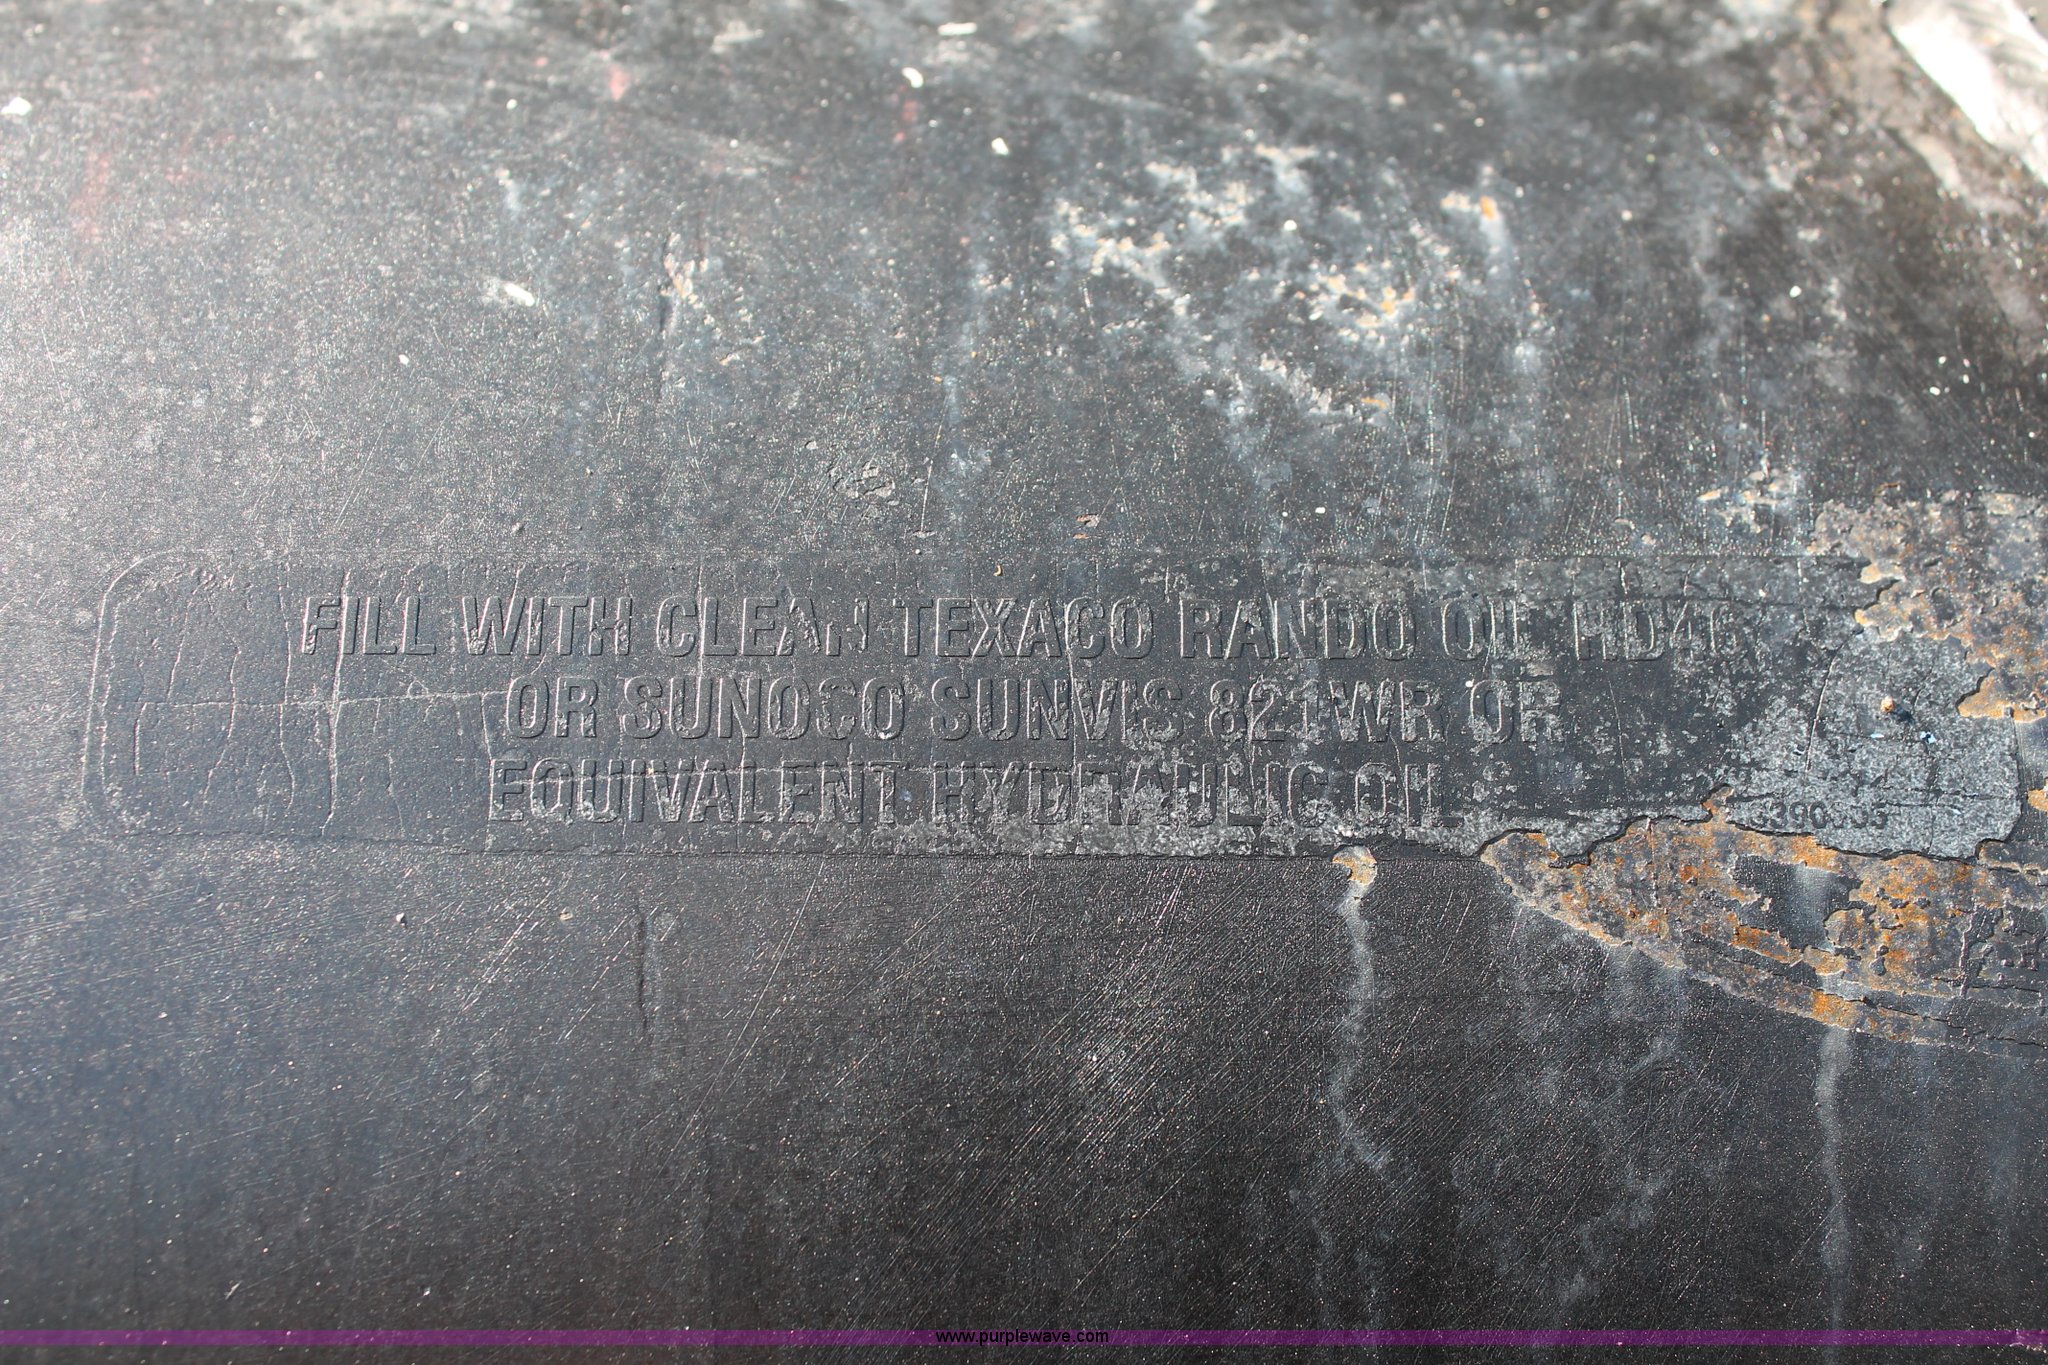 FILL WITH CLEAN TEXACO RANDO OIL HD46
OR SUNOCO SUNVIS 821WR OR
EQUIVALENT HYDRAULIC OIL
www.purplewave.com